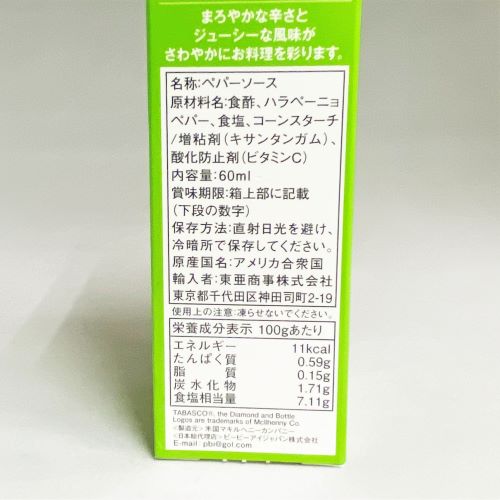 まろやかな辛さと
ジューシーな風味が
さわやかにお料理を彩ります。
名称:ペパーソース
原材料名:食酢、ハラペーニョ
ペパー、食塩、コーンスターチ
/増粘剤(キサンタンガム)、
酸化防止剤(ビタミンC)
内容量:60ml
賞味期限:箱上部に記載
(下段の数字)
保存方法:直射日光を避け、
冷暗所で保存してください。
原産国名:アメリカ合衆国
輸入者:東亜商事株式会社
東京都千代田区神田司町2-19
使用上の注意:凍らせないでください。
栄養成分表示 100gあたり
エネルギー 11kcal
たんぱく質 0.59g
脂質 0.15g
炭水化物 1.71g
食塩相当量 7.11g
TABASCO®, the Diamond and Bottle
Logos are trademarks of McIlhenny Co.
<製造元> 米国マキルヘニーカンパニー
<日本総代理店> ピービーアイジャパン株式会社
E-mail pbi@gol.com